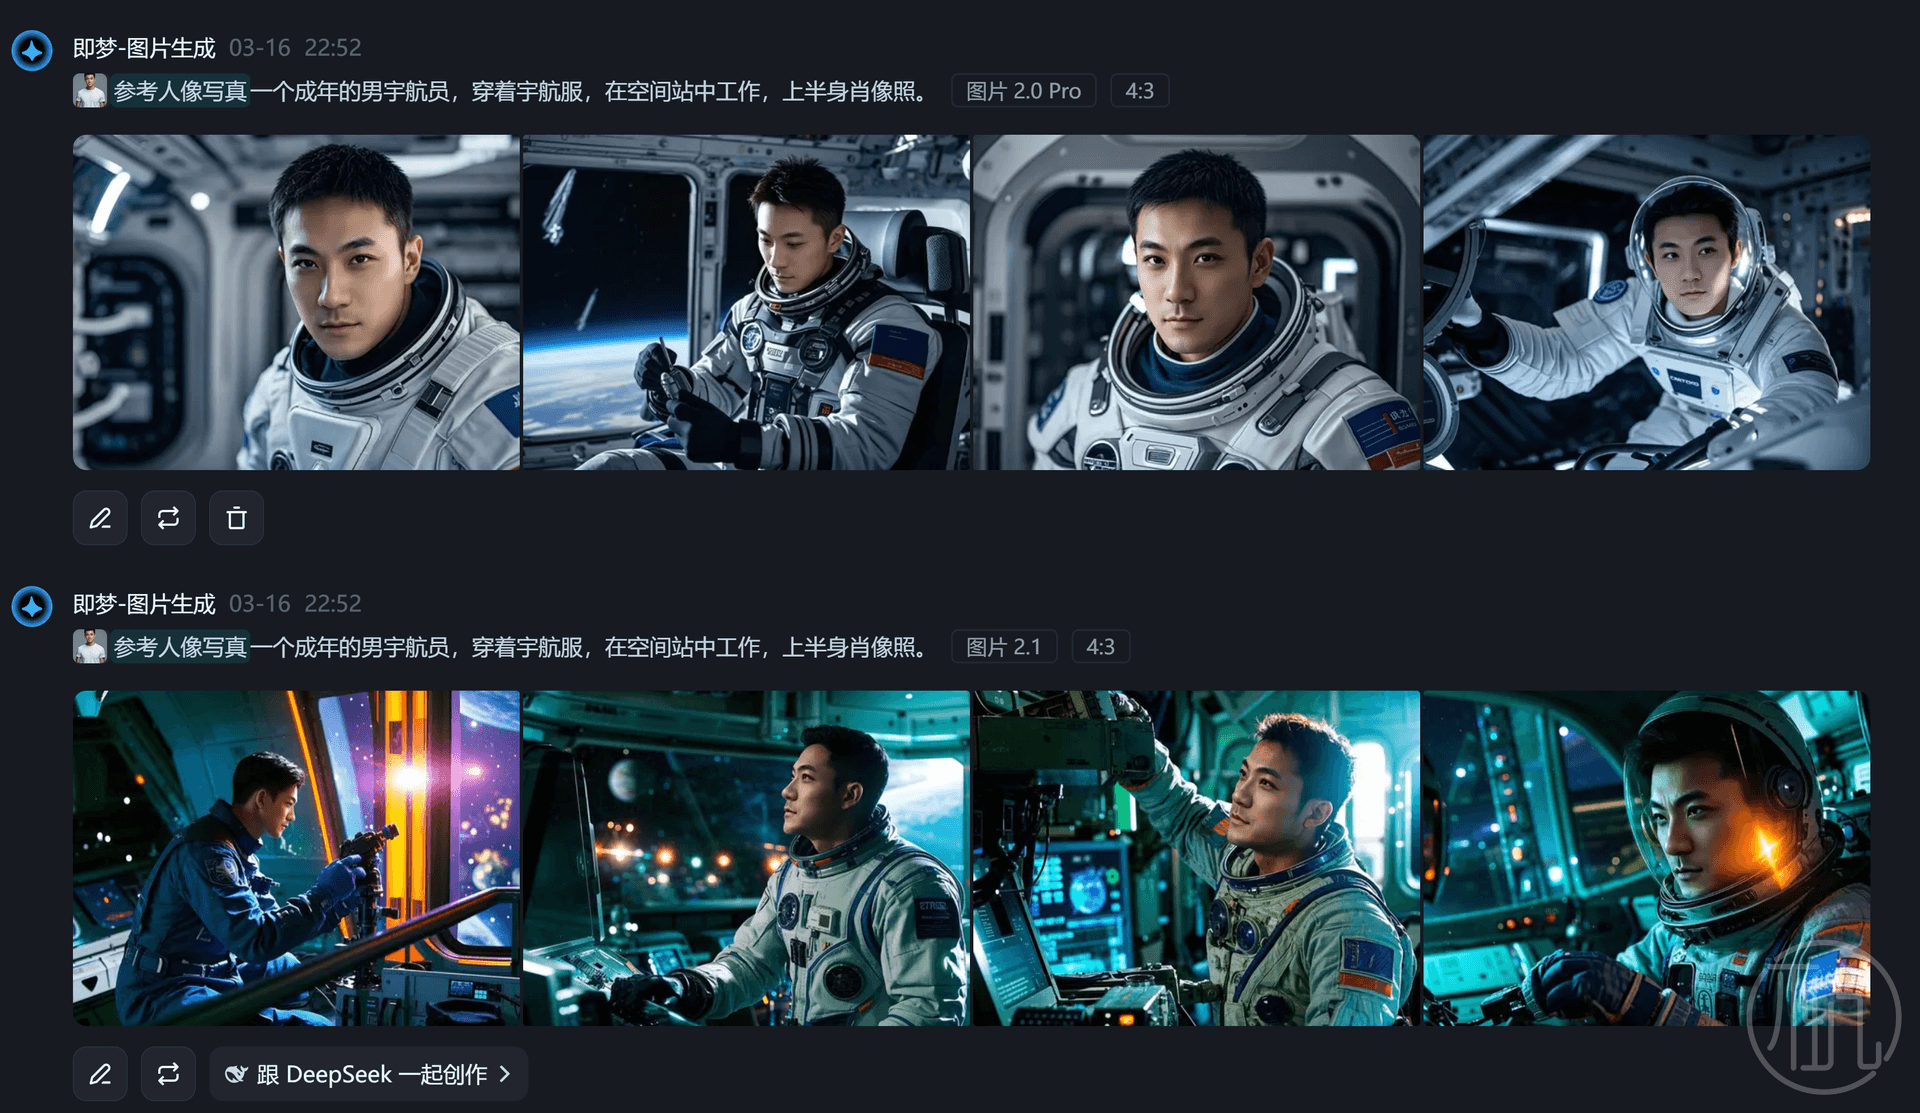 即梦-图片生成 03-16 22:52
参考人像写真一个成年的男宇航员，穿着宇航服，在空间站中工作，上半身肖像照。 图片 2.0 Pro 4:3
即梦-图片生成 03-16 22:52
参考人像写真一个成年的男宇航员，穿着宇航服，在空间站中工作，上半身肖像照。 图片 2.1 4:3
跟 DeepSeek 一起创作